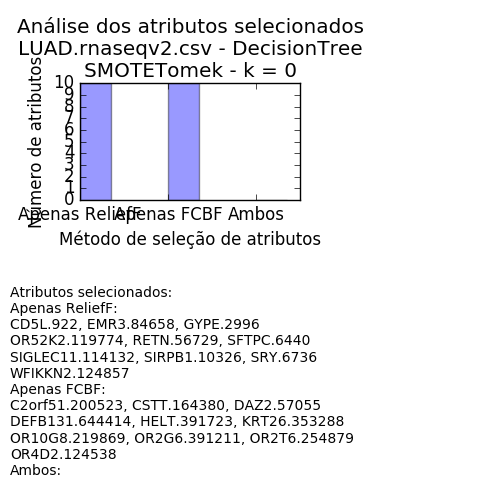 Análise dos atributos selecionados
LUAD.rnaseqv2.csv - DecisionTree
SMOTETomek - k = 0
Número de atributos
10
9
8
7
6
5
4
3
2
1
0
Apenas ReliefF
Apenas FCBF
Ambos
Método de seleção de atributos
Atributos selecionados:
Apenas ReliefF:
CD5L.922, EMR3.84658, GYPE.2996
OR52K2.119774, RETN.56729, SFTPC.6440
SIGLEC11.114132, SIRPB1.10326, SRY.6736
WFIKKN2.124857
Apenas FCBF:
C2orf51.200523, CSTT.164380, DAZ2.57055
DEFB131.644414, HELT.391723, KRT26.353288
OR10G8.219869, OR2G6.391211, OR2T6.254879
OR4D2.124538
Ambos: